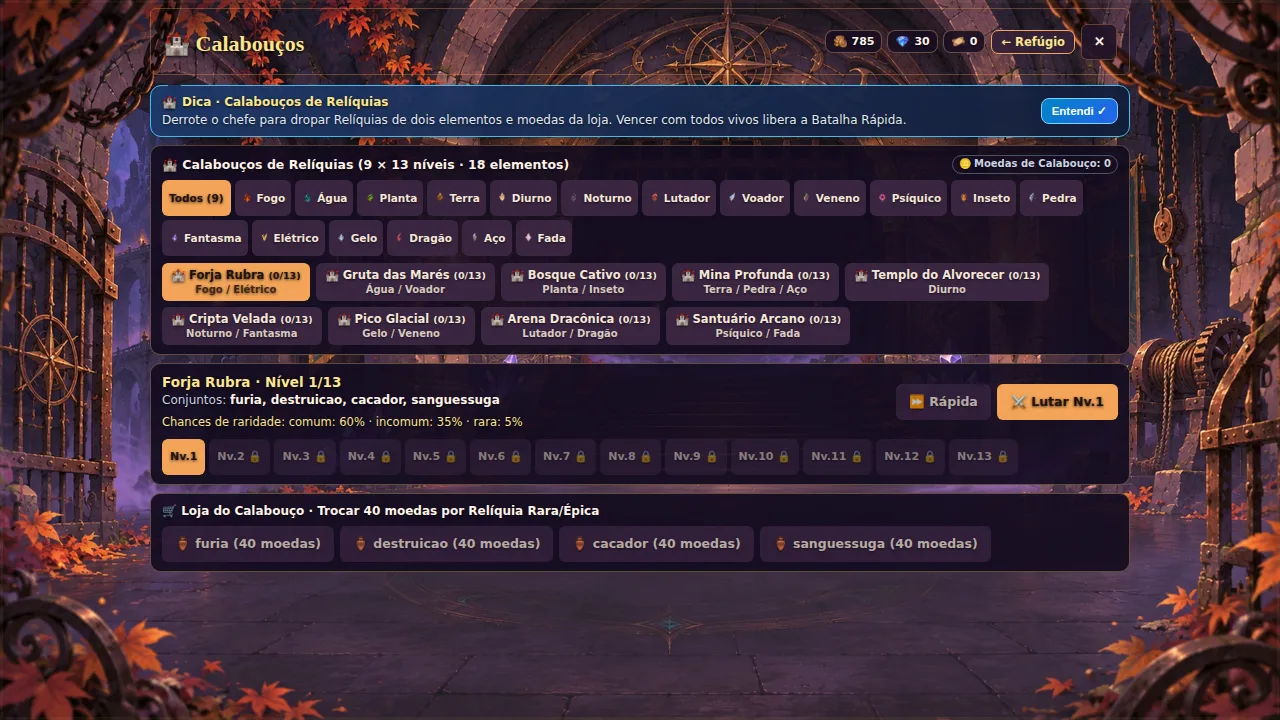 Calabouços
785
30
0
← Refúgio
×
Dica · Calabouços de Relíquias
Derrote o chefe para dropar Relíquias de dois elementos e moedas da loja. Vencer com todos vivos libera a Batalha Rápida.
Entendi ✓
Calabouços de Relíquias (9 × 13 níveis · 18 elementos)
Moedas de Calabouço: 0
Todos (9) Fogo Água Planta Terra Diurno Noturno Lutador Voador Veneno Psíquico Inseto Pedra
Fantasma Elétrico Gelo Dragão Aço Fada
Forja Rubra (0/13) Gruta das Marés (0/13) Bosque Cativo (0/13) Mina Profunda (0/13) Templo do Alvorecer (0/13)
Fogo / Elétrico Água / Voador Planta / Inseto Terra / Pedra / Aço Diurno
Cripta Velada (0/13) Pico Glacial (0/13) Arena Dracônica (0/13) Santuário Arcano (0/13)
Noturno / Fantasma Gelo / Veneno Lutador / Dragão Psíquico / Fada
Forja Rubra · Nível 1/13
Conjuntos: furia, destruicao, cacador, sanguessuga
Chances de raridade: comum: 60% · incomum: 35% · rara: 5%
Rápida
Lutar Nv.1
Nv.1 Nv.2 Nv.3 Nv.4 Nv.5 Nv.6 Nv.7 Nv.8 Nv.9 Nv.10 Nv.11 Nv.12 Nv.13
Loja do Calabouço · Trocar 40 moedas por Relíquia Rara/Épica
furia (40 moedas) destruicao (40 moedas) cacador (40 moedas) sanguessuga (40 moedas)